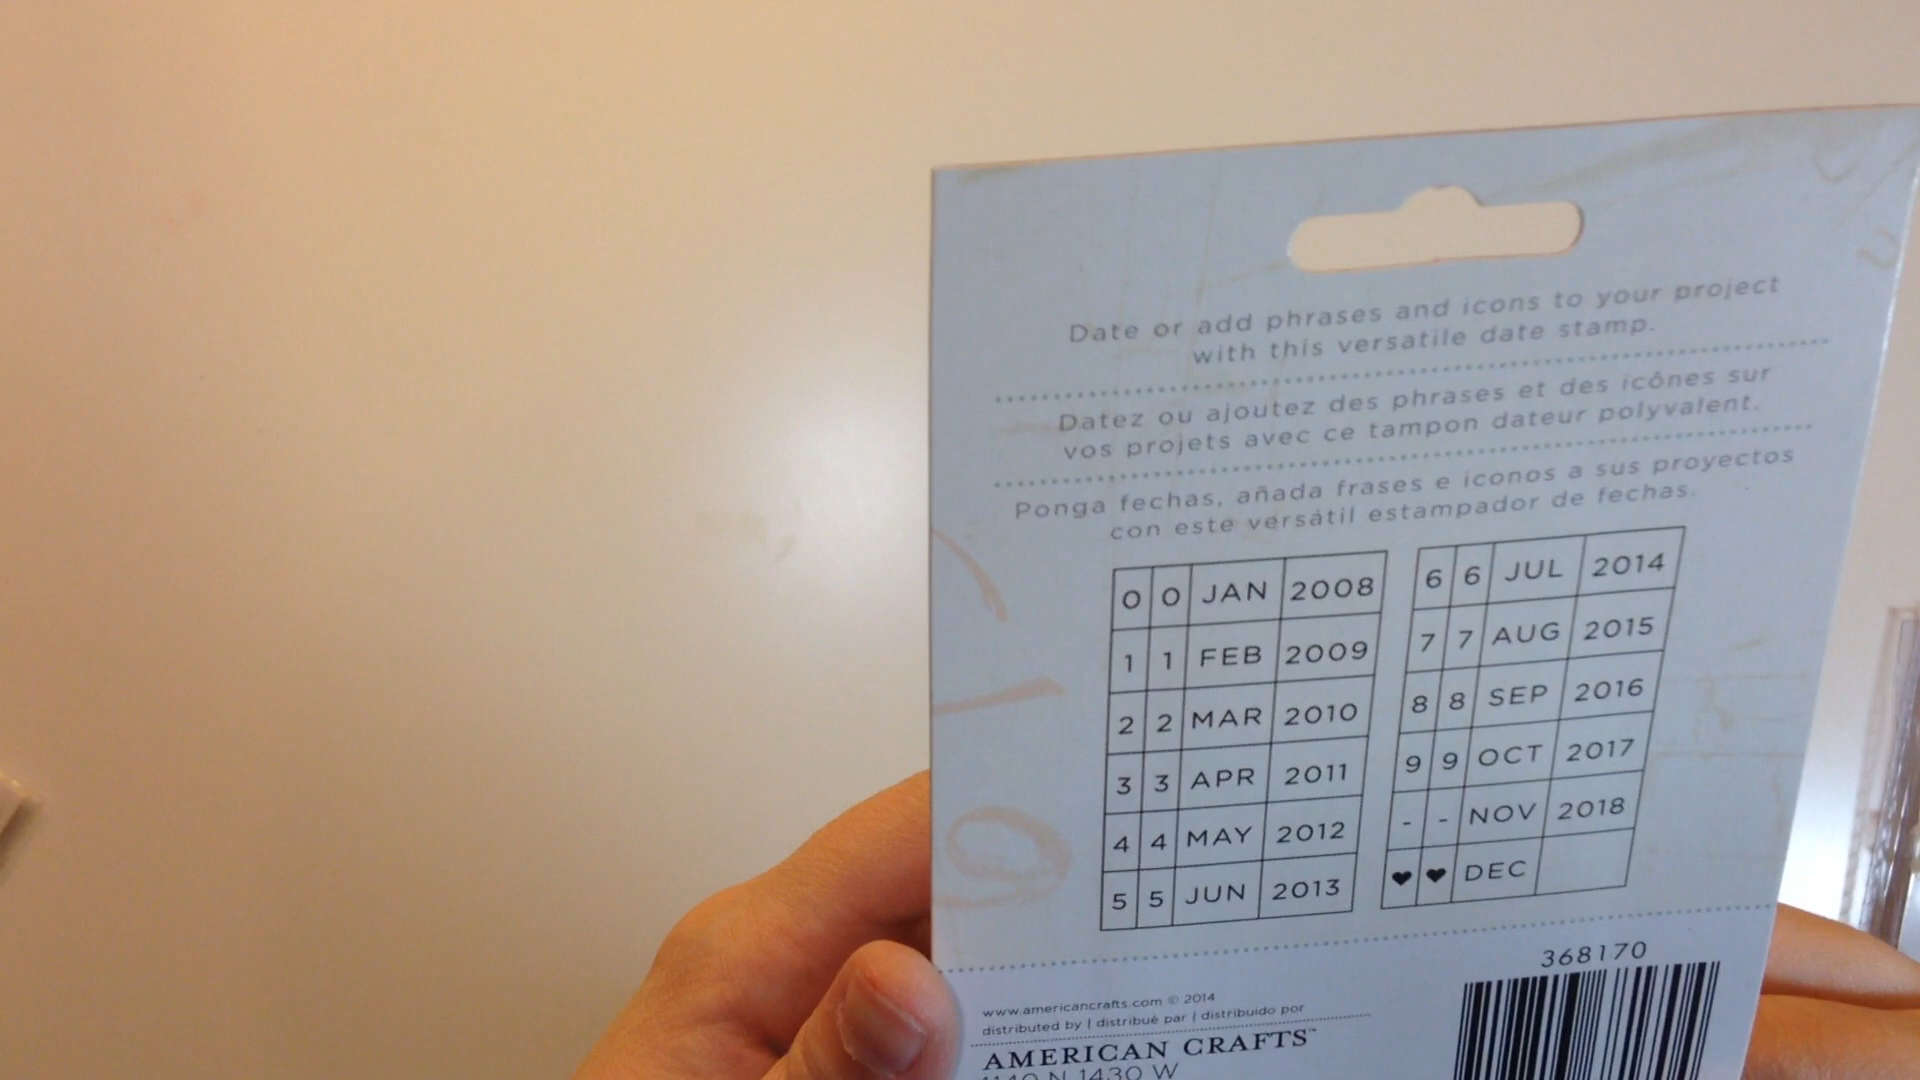 Date or add phrases and icons to your project
with this versatile date stamp.
Datez ou ajoutez des phrases et des icônes sur
vos projets avec ce tampon dateur polyvalent.
Ponga fechas, añada frases e iconos a sus proyectos
con este versátil estampador de fechas.
0 0 JAN 2008
1 1 FEB 2009
2 2 MAR 2010
3 3 APR 2011
4 4 MAY 2012
5 5 JUN 2013
6 6 JUL 2014
7 7 AUG 2015
8 8 SEP 2016
9 9 OCT 2017
- - NOV 2018
♥ ♥ DEC
368170
www.americancrafts.com © 2014
distributed by | distribué par | distribuido por
AMERICAN CRAFTS™
1140 N 1430 W